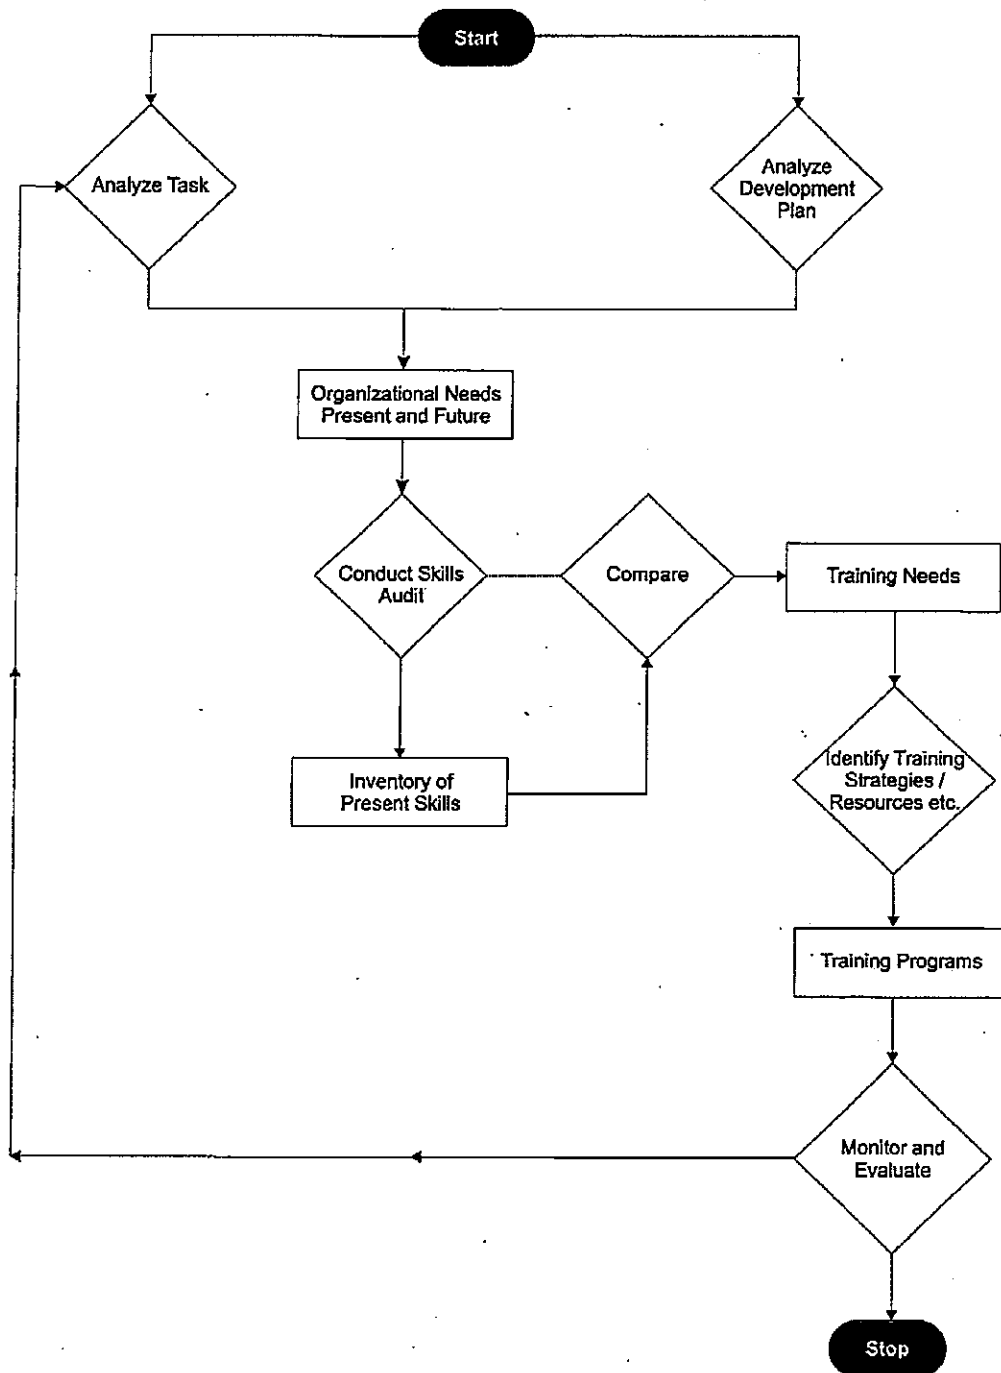 Start
Analyze Task
Analyze
Development
Plan
Organizational Needs
Present and Future
Conduct Skills
Audit
Compare
Training Needs
Inventory of
Present Skills
Identify Training
Strategies /
Resources etc.
Training Programs
Monitor and
Evaluate
Stop